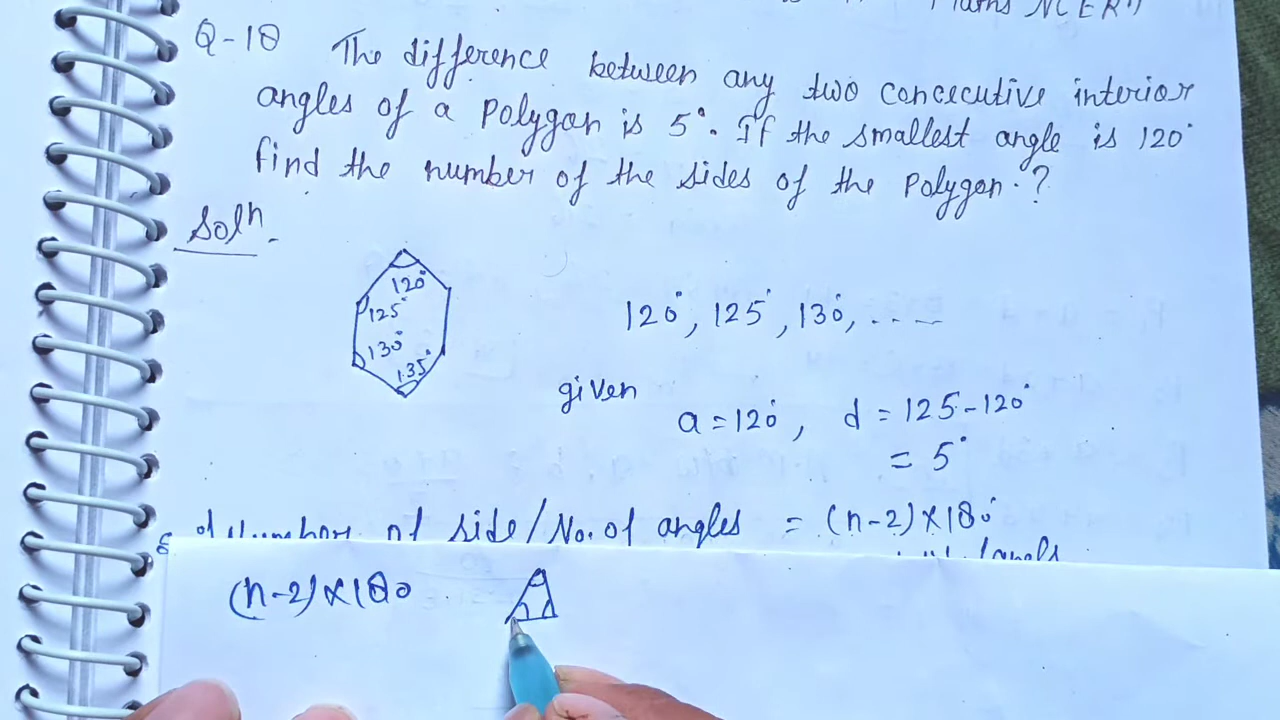 Maths NCERT)
Q-18 The difference between any two concecutive interior
angles of a Polygon is 5°. If the smallest angle is 120°
find the number of the sides of the Polygon.?
Solⁿ.
120°
125°
130°
135°
120°, 125°, 130°, .....
given
a = 120°, d = 125-120°
= 5°
of side/No. of angles = (n-2)×180°
(n-2)×180